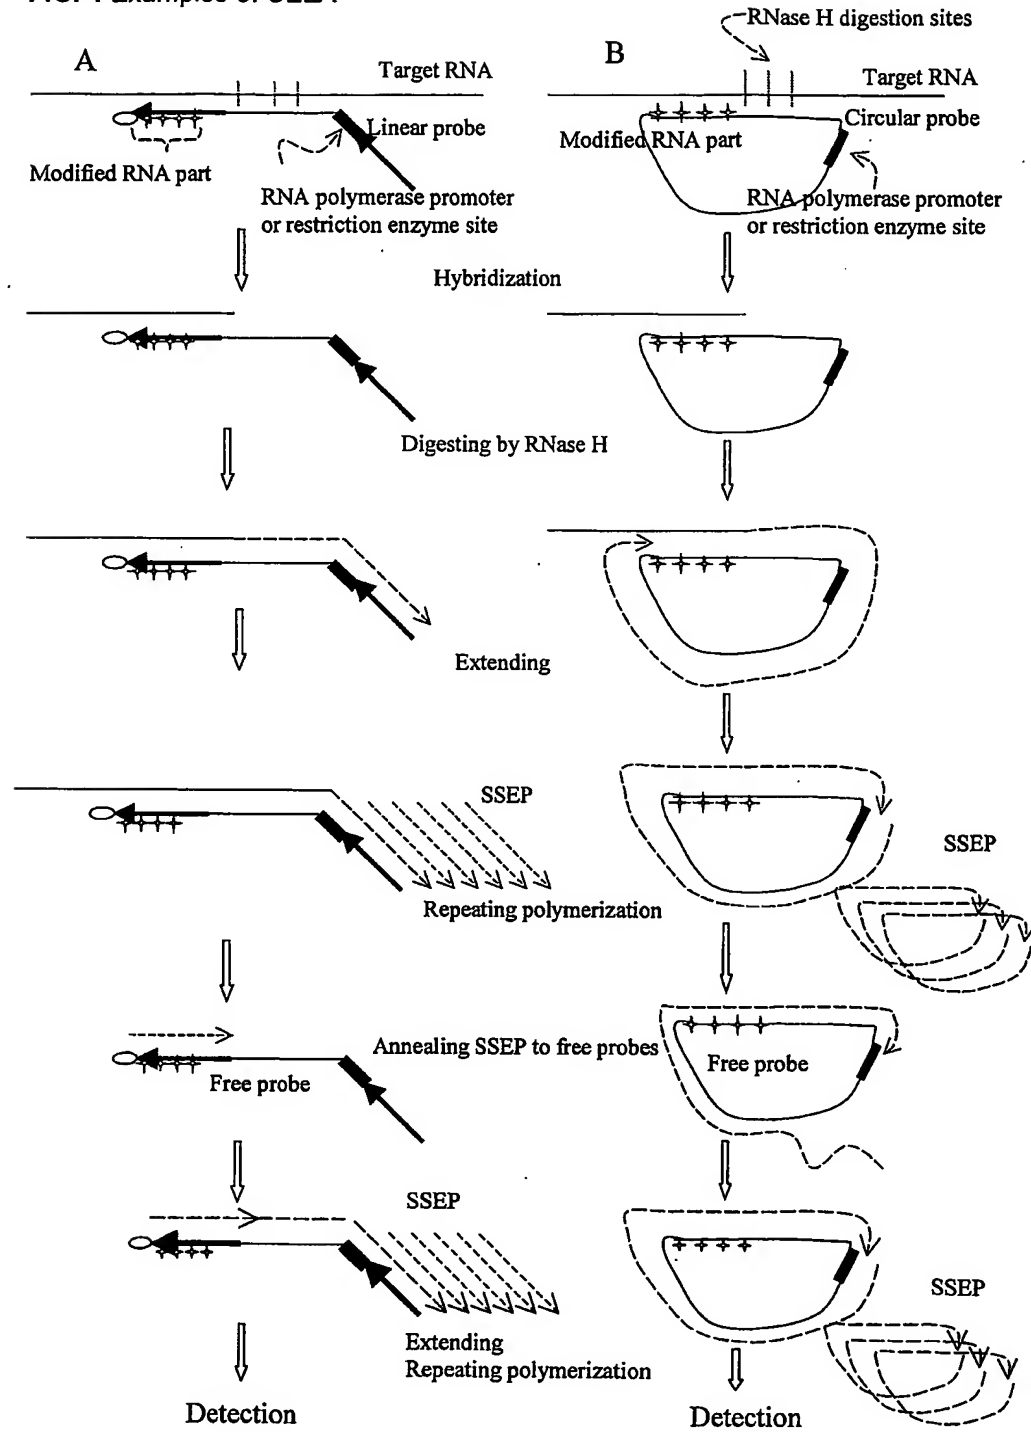 Examples of
RNase H digestion sites
A
B
Target RNA
Target RNA
Linear probe
Circular probe
Modified RNA part
Modified RNA part
RNA polymerase promoter
or restriction enzyme site
RNA polymerase promoter
or restriction enzyme site
Hybridization
Digesting by RNase H
Extending
SSEP
SSEP
Repeating polymerization
Annealing SSEP to free probes
Free probe
Free probe
SSEP
SSEP
Extending
Repeating polymerization
Detection
Detection